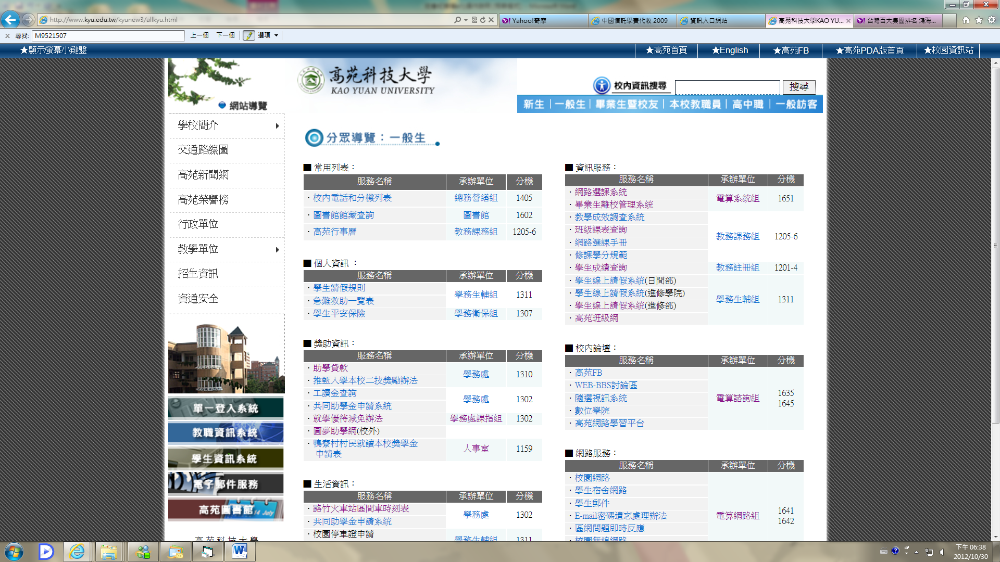 http://www.kyu.edu.tw/kyunew3/allkyu.html
Yahoo!奇摩
中國信託學費代收 2009
資訊入口網站
高苑科技大學KAO YU...
台灣百大集團排名 鴻海...
尋找: M9521507 上一個 下一個 選項
★顯示螢幕小鍵盤 ★高苑首頁 ★English ★高苑FB ★高苑PDA版首頁 ★校園資訊站
高苑科技大學
KAO YUAN UNIVERSITY
校內資訊搜尋 搜尋
網站導覽
新生 | 一般生 | 畢業生暨校友 | 本校教職員 | 高中職 | 一般訪客
學校簡介
交通路線圖
高苑新聞網
高苑榮譽榜
行政單位
教學單位
招生資訊
資通安全
單一登入系統
教職資訊系統
學生資訊系統
電子郵件服務
高苑圖書館
14 July
高苑科技大學
分眾導覽：一般生
■ 常用列表：
服務名稱 承辦單位 分機
· 校內電話和分機列表 總務營繕組 1405
· 圖書館館藏查詢 圖書館 1602
· 高苑行事曆 教務課務組 1205-6
■ 個人資訊 ：
服務名稱 承辦單位 分機
· 學生請假規則 學務生輔組 1311
· 急難救助一覽表
· 學生平安保險 學務衛保組 1307
■ 獎助資訊：
服務名稱 承辦單位 分機
· 助學貸款 學務處 1310
· 推甄入學本校二技獎勵辦法
· 工讀金查詢 學務處 1302
· 共同助學金申請系統
· 就學優待減免辦法 學務處課指組 1302
· 圓夢助學網(校外)
· 鴨寮村村民就讀本校獎學金 人事室 1159
申請表
■ 生活資訊：
服務名稱 承辦單位 分機
· 路竹火車站區間車時刻表 學務處 1302
· 共同助學金申請系統
· 校園停車證申請 學務生輔組 1311
■ 資訊服務：
服務名稱 承辦單位 分機
· 網路選課系統 電算系統組 1651
· 畢業生離校管理系統
· 教學成效調查系統 教務課務組 1205-6
· 班級課表查詢
· 網路選課手冊
· 修課學分規範
· 學生成績查詢 教務註冊組 1201-4
· 學生線上請假系統(日間部) 學務生輔組 1311
· 學生線上請假系統(進修學院)
· 學生線上請假系統(進修部)
· 高苑班級網
■ 校內論壇：
服務名稱 承辦單位 分機
· 高苑FB 電算諮詢組 1635
1645
· WEB-BBS討論區
· 隨選視訊系統
· 數位學院
· 高苑網路學習平台
■ 網路服務：
服務名稱 承辦單位 分機
· 校園網路 電算網路組 1641
1642
· 學生宿舍網路
· 學生郵件
· E-mail密碼遺忘處理辦法
· 區網問題即時反應
· 校園無線網路
下午 06:38
2012/10/30